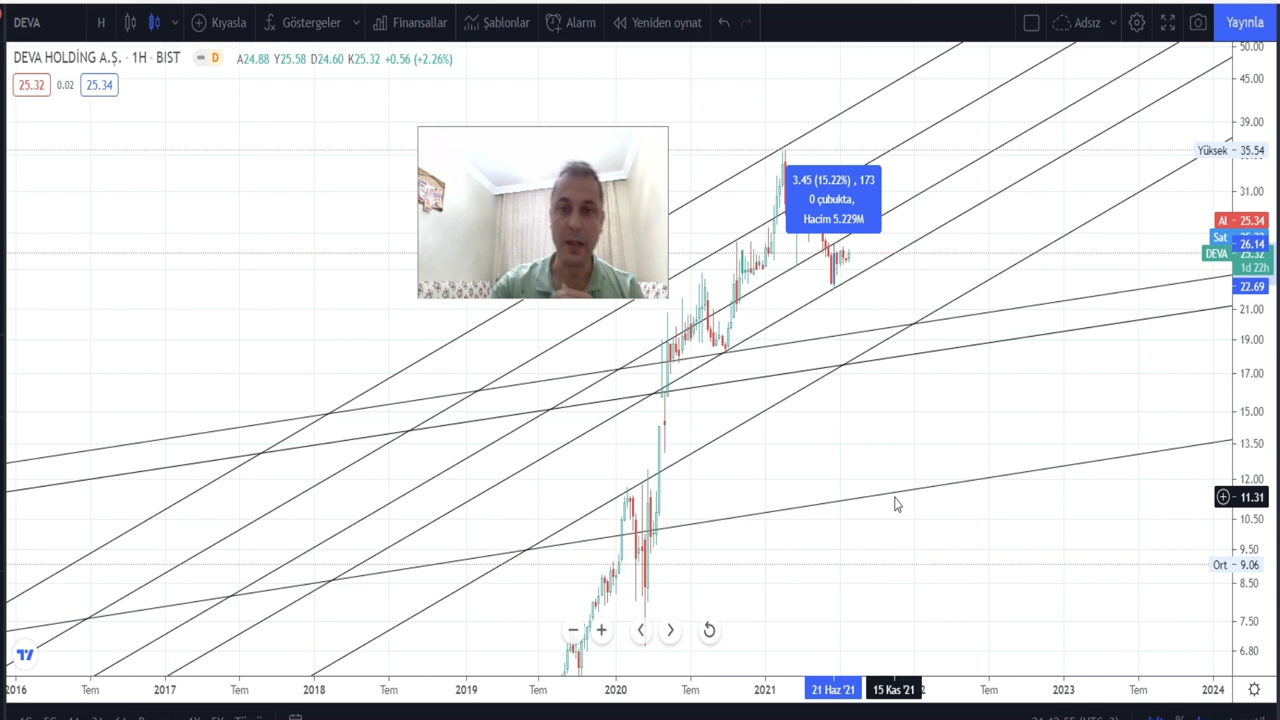 DEVA H Kıyasla Göstergeler Finansallar Şablonlar Alarm Yeniden oynat Adsız Yayınla
DEVA HOLDİNG A.Ş. · 1H · BIST D A24.88 Y25.58 D24.60 K25.32 +0.56 (+2.26%)
25.32 0.02 25.34
50.00
45.00
39.00
Yüksek 35.54
3.45 (15.22%) , 173
0 çubukta,
Hacim 5.229M
31.00
Al 25.34
Sat
26.14
DEVA 25.32
1d 22h
22.69
21.00
19.00
17.00
15.00
13.50
12.00
11.31
10.50
9.50
Ort 9.06
8.50
7.50
6.80
2016 Tem 2017 Tem 2018 Tem 2019 Tem 2020 Tem 2021 21 Haz '21 15 Kas '21 Tem 2023 Tem 2024